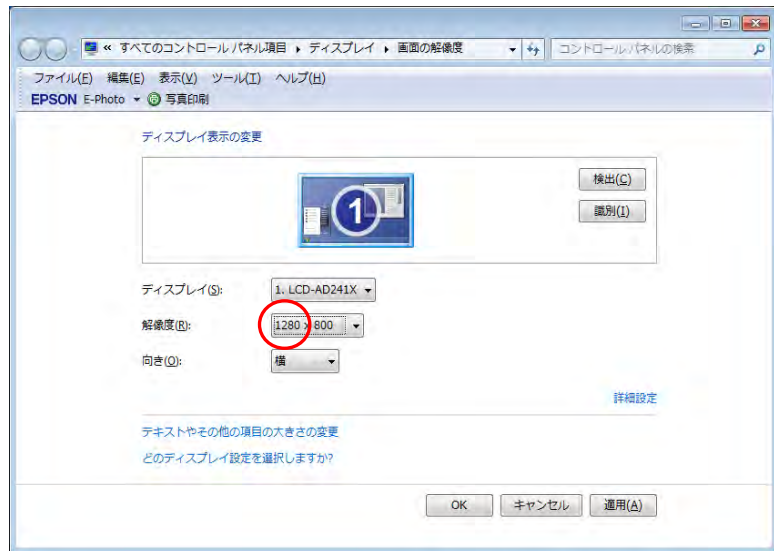 « すべてのコントロール パネル項目 ▸ ディスプレイ ▸ 画面の解像度 コントロール パネルの検索
ファイル(F) 編集(E) 表示(V) ツール(T) ヘルプ(H)
EPSON E-Photo 写真印刷
ディスプレイ表示の変更
1
検出(C)
識別(I)
ディスプレイ(S): 1. LCD-AD241X
解像度(R): 1280 x 800
向き(O): 横
詳細設定
テキストやその他の項目の大きさの変更
どのディスプレイ設定を選択しますか?
OK キャンセル 適用(A)